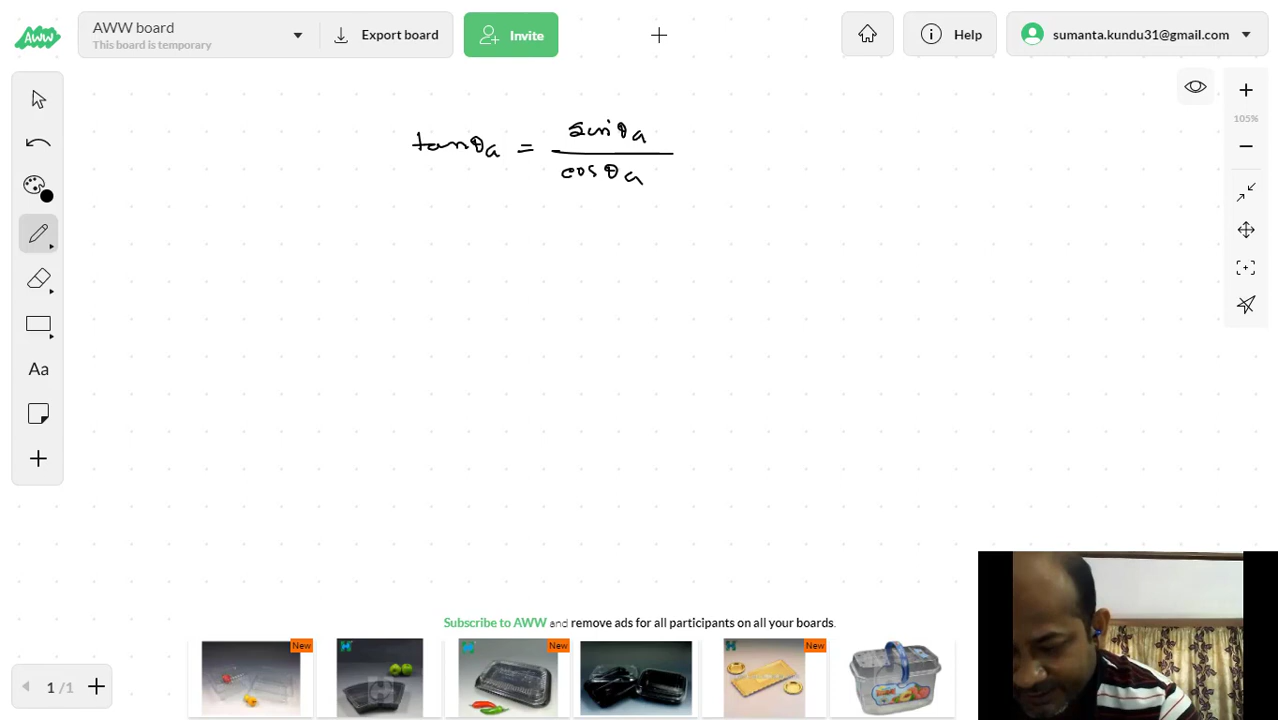 AWW
AWW board
This board is temporary
Export board
Invite
Help
sumanta.kundu31@gmail.com
105%
tanθa = sinθa / cosθa
Aa
Subscribe to AWW and remove ads for all participants on all your boards.
New
New
New
1 /1